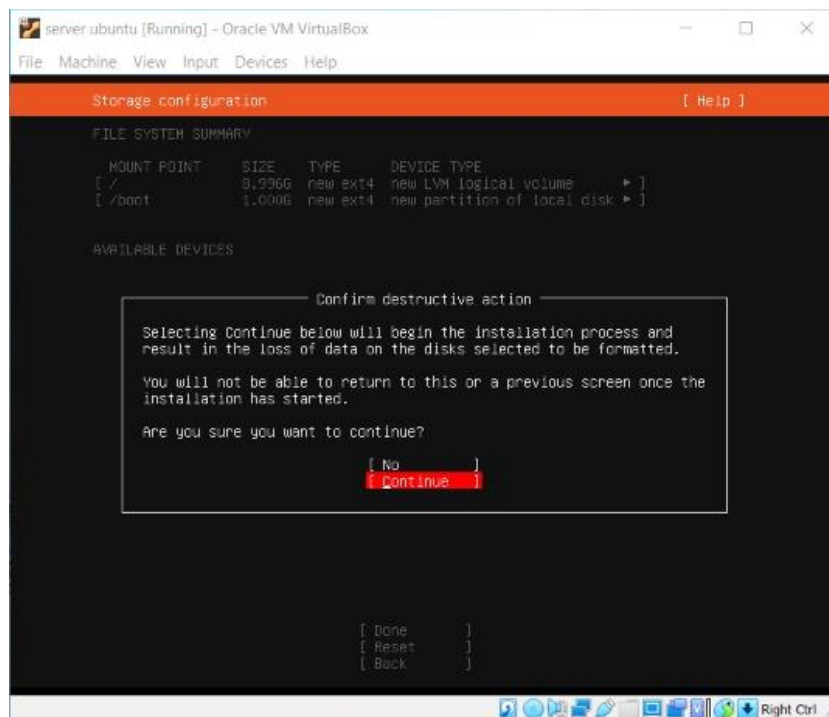 server ubuntu [Running] - Oracle VM VirtualBox
File Machine View Input Devices Help
Storage configuration [ Help ]
FILE SYSTEM SUMMARY
MOUNT POINT SIZE TYPE DEVICE TYPE
[ / 8.996G new ext4 new LVM logical volume ▸ ]
[ /boot 1.000G new ext4 new partition of local disk ▸ ]
AVAILABLE DEVICES
Confirm destructive action
Selecting Continue below will begin the installation process and
result in the loss of data on the disks selected to be formatted.
You will not be able to return to this or a previous screen once the
installation has started.
Are you sure you want to continue?
[ No ]
[ Continue ]
[ Done ]
[ Reset ]
[ Back ]
Right Ctrl